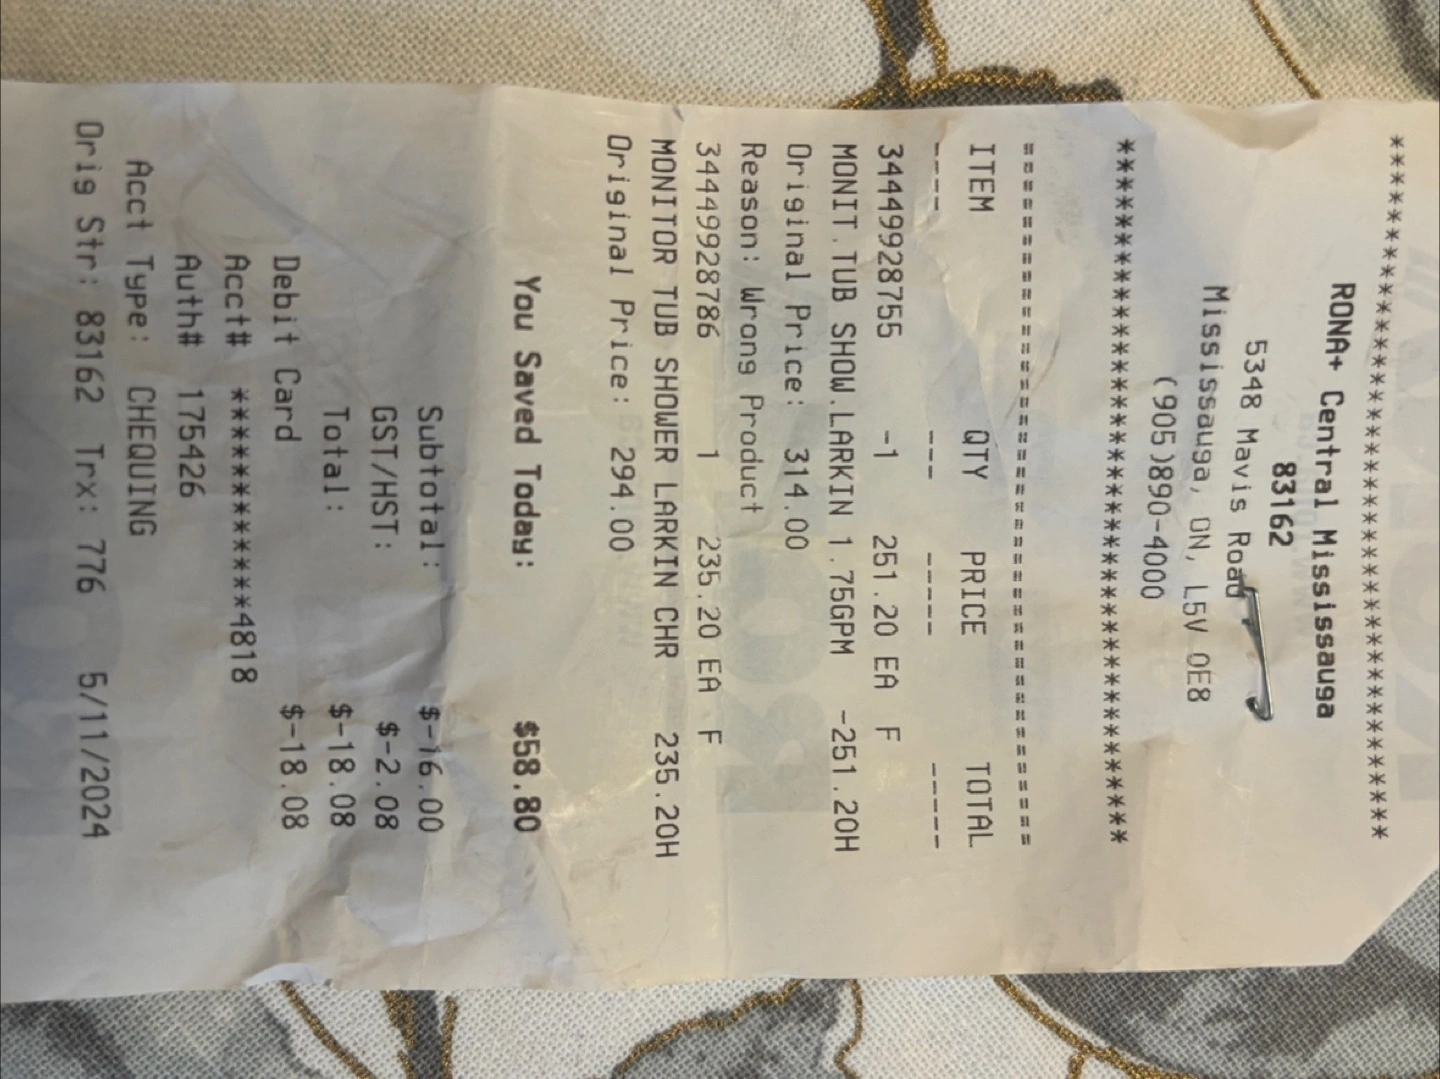 ******************************************
RONA+ Central Mississauga
83162
5348 Mavis Road
Mississauga, ON, L5V 0E8
(905)890-4000
******************************************
==========================================
ITEM QTY PRICE TOTAL
---- --- ----- -----
34449928755 -1 251.20 EA F
MONIT.TUB SHOW.LARKIN 1.75GPM -251.20H
Original Price: 314.00
Reason: Wrong Product
34449928786 1 235.20 EA F
MONITOR TUB SHOWER LARKIN CHR 235.20H
Original Price: 294.00
You Saved Today: $58.80
Subtotal: $-16.00
GST/HST: $-2.08
Total: $-18.08
Debit Card $-18.08
Acct# ************4818
Auth# 175426
Acct Type: CHEQUING
Orig Str: 83162 Trx: 776 5/11/2024